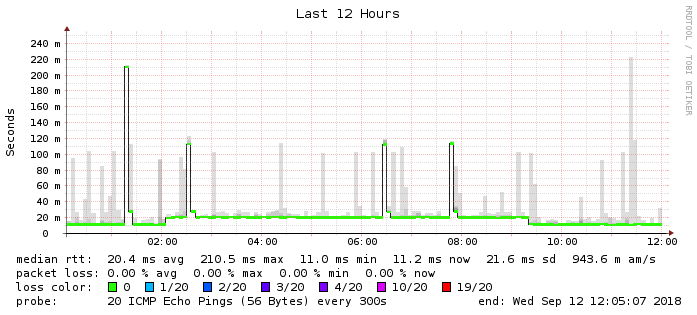 Last 12 Hours
RRDTOOL / TOBI OETIKER
Seconds
240 m
220 m
200 m
180 m
160 m
140 m
120 m
100 m
80 m
60 m
40 m
20 m
0
02:00 04:00 06:00 08:00 10:00 12:00
median rtt: 20.4 ms avg 210.5 ms max 11.0 ms min 11.2 ms now 21.6 ms sd 943.6 m am/s
packet loss: 0.00 % avg 0.00 % max 0.00 % min 0.00 % now
loss color: 0 1/20 2/20 3/20 4/20 10/20 19/20
probe: 20 ICMP Echo Pings (56 Bytes) every 300s end: Wed Sep 12 12:05:07 2018